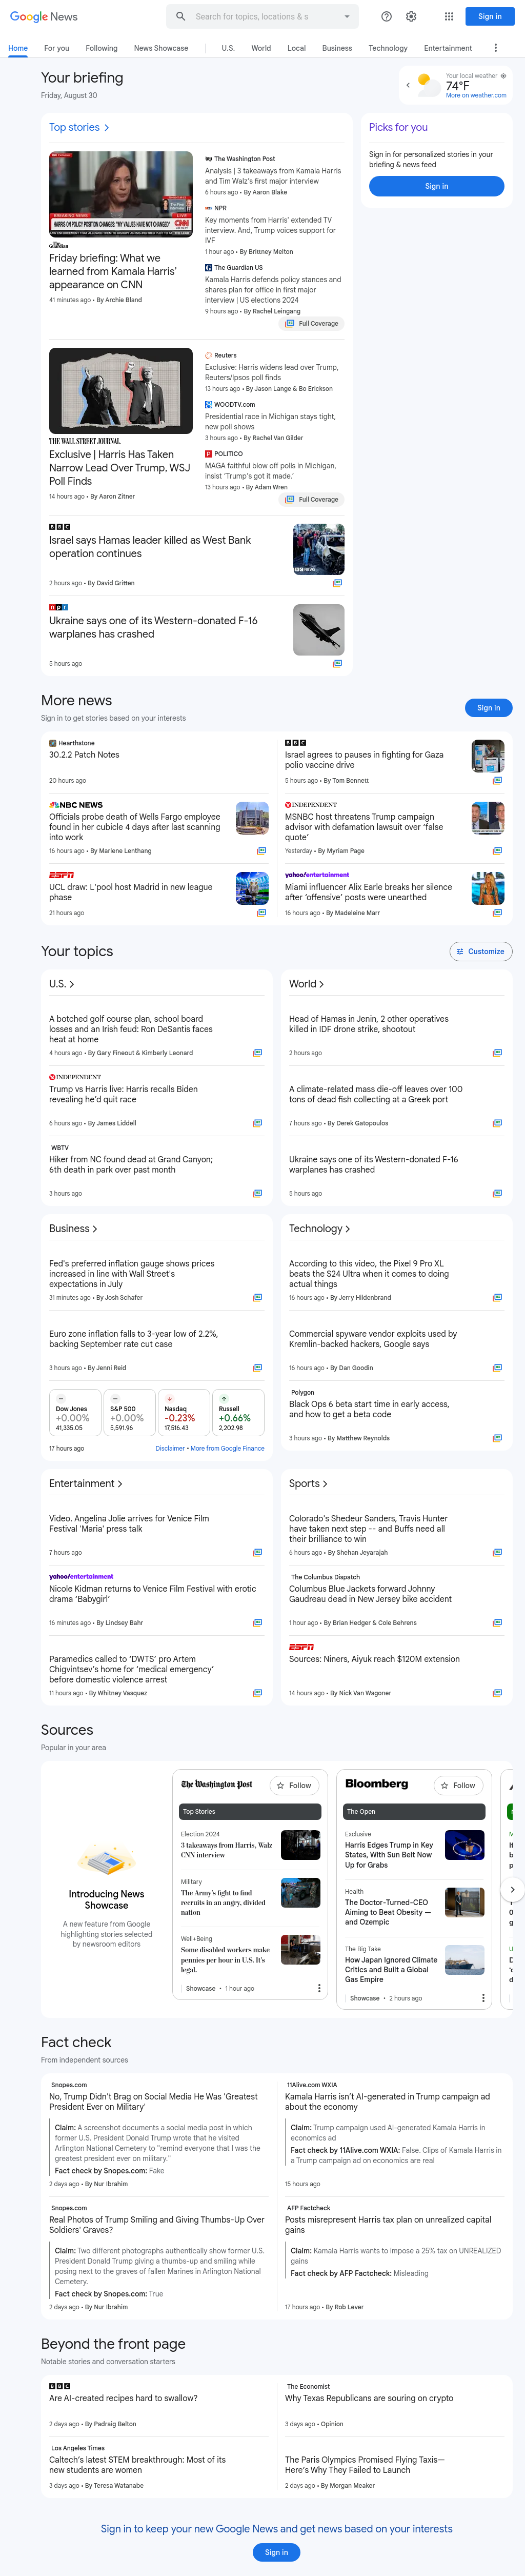 Google News
Search for topics, locations & s
Sign in
Home
For you
Following
News Showcase
U.S.
World
Local
Business
Technology
Entertainment
Your briefing
Friday, August 30
Your local weather
74°F
More on weather.com
Top stories
HARRIS ON POLICY POSITION CHANGES: "MY VALUES HAVE NOT CHANGED"
CNN
The Guardian
Friday briefing: What we
learned from Kamala Harris'
appearance on CNN
41 minutes ago • By Archie Bland
The Washington Post
Analysis | 3 takeaways from Kamala Harris
and Tim Walz's first major interview
6 hours ago • By Aaron Blake
NPR
Key moments from Harris' extended TV
interview. And, Trump voices support for
IVF
1 hour ago • By Brittney Melton
The Guardian US
Kamala Harris defends policy stances and
shares plan for office in first major
interview | US elections 2024
9 hours ago • By Rachel Leingang
Full Coverage
Picks for you
Sign in for personalized stories in your
briefing & news feed
Sign in
THE WALL STREET JOURNAL
Exclusive | Harris Has Taken
Narrow Lead Over Trump, WSJ
Poll Finds
14 hours ago • By Aaron Zitner
Reuters
Exclusive: Harris widens lead over Trump,
Reuters/Ipsos poll finds
13 hours ago • By Jason Lange & Bo Erickson
WOODTV.com
Presidential race in Michigan stays tight,
new poll shows
3 hours ago • By Rachel Van Gilder
POLITICO
MAGA faithful blow off polls in Michigan,
insist 'Trump's got it made.'
13 hours ago • By Adam Wren
Full Coverage
BBC
Israel says Hamas leader killed as West Bank
operation continues
2 hours ago • By David Gritten
npr
Ukraine says one of its Western-donated F-16
warplanes has crashed
5 hours ago
More news
Sign in to get stories based on your interests
Sign in
Hearthstone
30.2.2 Patch Notes
20 hours ago
BBC
Israel agrees to pauses in fighting for Gaza
polio vaccine drive
5 hours ago • By Tom Bennett
NBC NEWS
Officials probe death of Wells Fargo employee
found in her cubicle 4 days after last scanning
into work
16 hours ago • By Marlene Lenthang
INDEPENDENT
MSNBC host threatens Trump campaign
advisor with defamation lawsuit over 'false
quote'
Yesterday • By Myriam Page
ESPN
UCL draw: L'pool host Madrid in new league
phase
21 hours ago
yahoo/entertainment
Miami influencer Alix Earle breaks her silence
after 'offensive' posts were unearthed
16 hours ago • By Madeleine Marr
Your topics
Customize
U.S.
A botched golf course plan, school board
losses and an Irish feud: Ron DeSantis faces
heat at home
4 hours ago • By Gary Fineout & Kimberly Leonard
INDEPENDENT
Trump vs Harris live: Harris recalls Biden
revealing he'd quit race
6 hours ago • By James Liddell
WBTV
Hiker from NC found dead at Grand Canyon;
6th death in park over past month
3 hours ago
World
Head of Hamas in Jenin, 2 other operatives
killed in IDF drone strike, shootout
2 hours ago
A climate-related mass die-off leaves over 100
tons of dead fish collecting at a Greek port
7 hours ago • By Derek Gatopoulos
Ukraine says one of its Western-donated F-16
warplanes has crashed
5 hours ago
Business
Fed's preferred inflation gauge shows prices
increased in line with Wall Street's
expectations in July
31 minutes ago • By Josh Schafer
Euro zone inflation falls to 3-year low of 2.2%,
backing September rate cut case
3 hours ago • By Jenni Reid
Dow Jones
+0.00%
41,335.05
S&P 500
+0.00%
5,591.96
Nasdaq
-0.23%
17,516.43
Russell
+0.66%
2,202.98
17 hours ago
Disclaimer • More from Google Finance
Technology
According to this video, the Pixel 9 Pro XL
beats the S24 Ultra when it comes to doing
actual things
16 hours ago • By Jerry Hildenbrand
Commercial spyware vendor exploits used by
Kremlin-backed hackers, Google says
16 hours ago • By Dan Goodin
Polygon
Black Ops 6 beta start time in early access,
and how to get a beta code
3 hours ago • By Matthew Reynolds
Entertainment
Video. Angelina Jolie arrives for Venice Film
Festival 'Maria' press talk
7 hours ago
yahoo/entertainment
Nicole Kidman returns to Venice Film Festival with erotic
drama 'Babygirl'
16 minutes ago • By Lindsey Bahr
Paramedics called to 'DWTS' pro Artem
Chigvintsev's home for 'medical emergency'
before domestic violence arrest
11 hours ago • By Whitney Vasquez
Sports
Colorado's Shedeur Sanders, Travis Hunter
have taken next step -- and Buffs need all
their brilliance to win
6 hours ago • By Shehan Jeyarajah
The Columbus Dispatch
Columbus Blue Jackets forward Johnny
Gaudreau dead in New Jersey bike accident
1 hour ago • By Brian Hedger & Cole Behrens
ESPN
Sources: Niners, Aiyuk reach $120M extension
14 hours ago • By Nick Van Wagoner
Sources
Popular in your area
Introducing News
Showcase
A new feature from Google
highlighting stories selected
by newsroom editors
The Washington Post
Follow
Top Stories
Election 2024
3 takeaways from Harris, Walz
CNN interview
Military
The Army's fight to find
recruits in an angry, divided
nation
Well+Being
Some disabled workers make
pennies per hour in U.S. It's
legal.
Showcase • 1 hour ago
Bloomberg
Follow
The Open
Exclusive
Harris Edges Trump in Key
States, With Sun Belt Now
Up for Grabs
Health
The Doctor-Turned-CEO
Aiming to Beat Obesity —
and Ozempic
The Big Take
How Japan Ignored Climate
Critics and Built a Global
Gas Empire
Showcase • 2 hours ago
Fact check
From independent sources
Snopes.com
No, Trump Didn't Brag on Social Media He Was 'Greatest
President Ever on Military'
Claim: A screenshot documents a social media post in which
former U.S. President Donald Trump wrote that he visited
Arlington National Cemetery to "remind everyone that I was the
greatest president ever on military."
Fact check by Snopes.com: Fake
2 days ago • By Nur Ibrahim
11Alive.com WXIA
Kamala Harris isn't AI-generated in Trump campaign ad
about the economy
Claim: Trump campaign used AI-generated Kamala Harris in
economics ad
Fact check by 11Alive.com WXIA: False. Clips of Kamala Harris in
a Trump campaign ad on economics are real
15 hours ago
Snopes.com
Real Photos of Trump Smiling and Giving Thumbs-Up Over
Soldiers' Graves?
Claim: Two different photographs authentically show former U.S.
President Donald Trump giving a thumbs-up and smiling while
posing next to the graves of fallen Marines in Arlington National
Cemetery.
Fact check by Snopes.com: True
2 days ago • By Nur Ibrahim
AFP Factcheck
Posts misrepresent Harris tax plan on unrealized capital
gains
Claim: Kamala Harris wants to impose a 25% tax on UNREALIZED
gains
Fact check by AFP Factcheck: Misleading
17 hours ago • By Rob Lever
Beyond the front page
Notable stories and conversation starters
BBC
Are AI-created recipes hard to swallow?
2 days ago • By Padraig Belton
The Economist
Why Texas Republicans are souring on crypto
3 days ago • Opinion
Los Angeles Times
Caltech's latest STEM breakthrough: Most of its
new students are women
3 days ago • By Teresa Watanabe
The Paris Olympics Promised Flying Taxis—
Here's Why They Failed to Launch
2 days ago • By Morgan Meaker
Sign in to keep your new Google News and get news based on your interests
Sign in